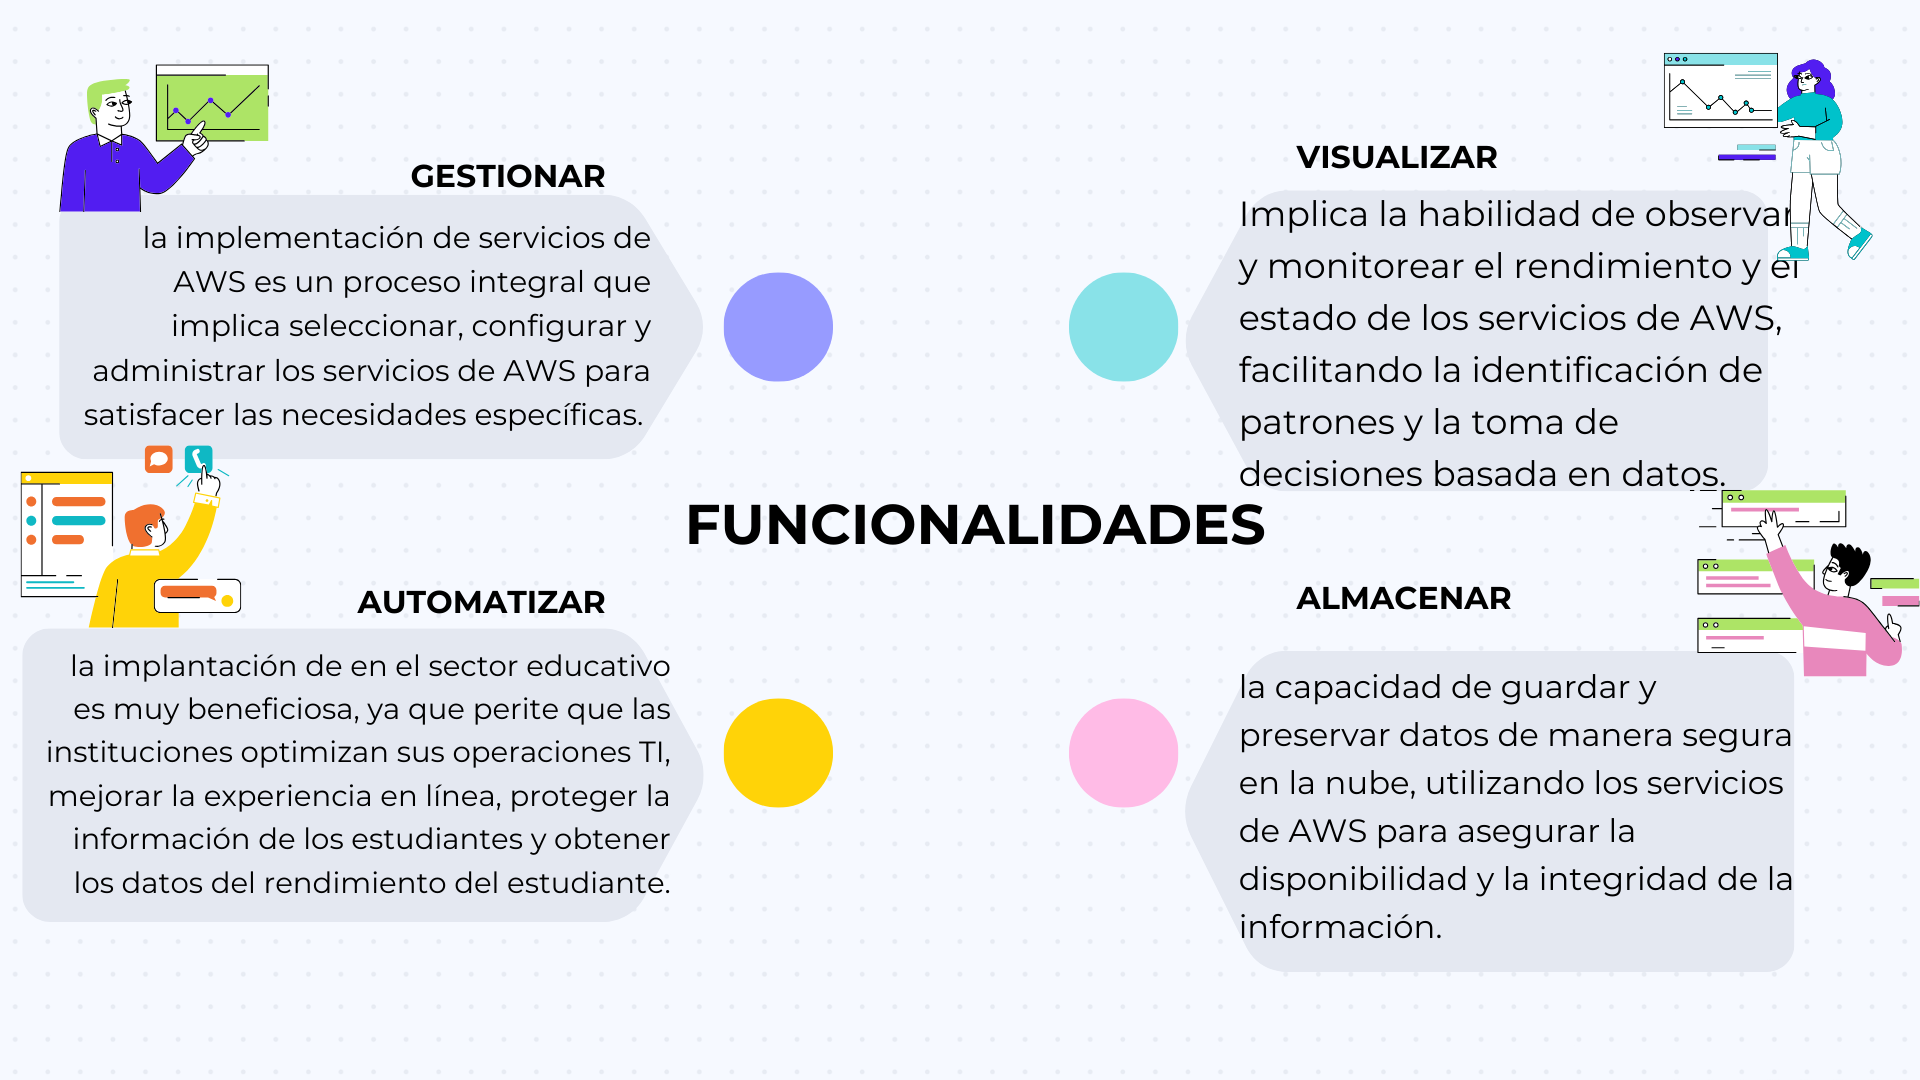 GESTIONAR
la implementación de servicios de
AWS es un proceso integral que
implica seleccionar, configurar y
administrar los servicios de AWS para
satisfacer las necesidades específicas.
VISUALIZAR
Implica la habilidad de observar
y monitorear el rendimiento y el
estado de los servicios de AWS,
facilitando la identificación de
patrones y la toma de
decisiones basada en datos.
FUNCIONALIDADES
AUTOMATIZAR
la implantación de en el sector educativo
es muy beneficiosa, ya que perite que las
instituciones optimizan sus operaciones TI,
mejorar la experiencia en línea, proteger la
información de los estudiantes y obtener
los datos del rendimiento del estudiante.
ALMACENAR
la capacidad de guardar y
preservar datos de manera segura
en la nube, utilizando los servicios
de AWS para asegurar la
disponibilidad y la integridad de la
información.